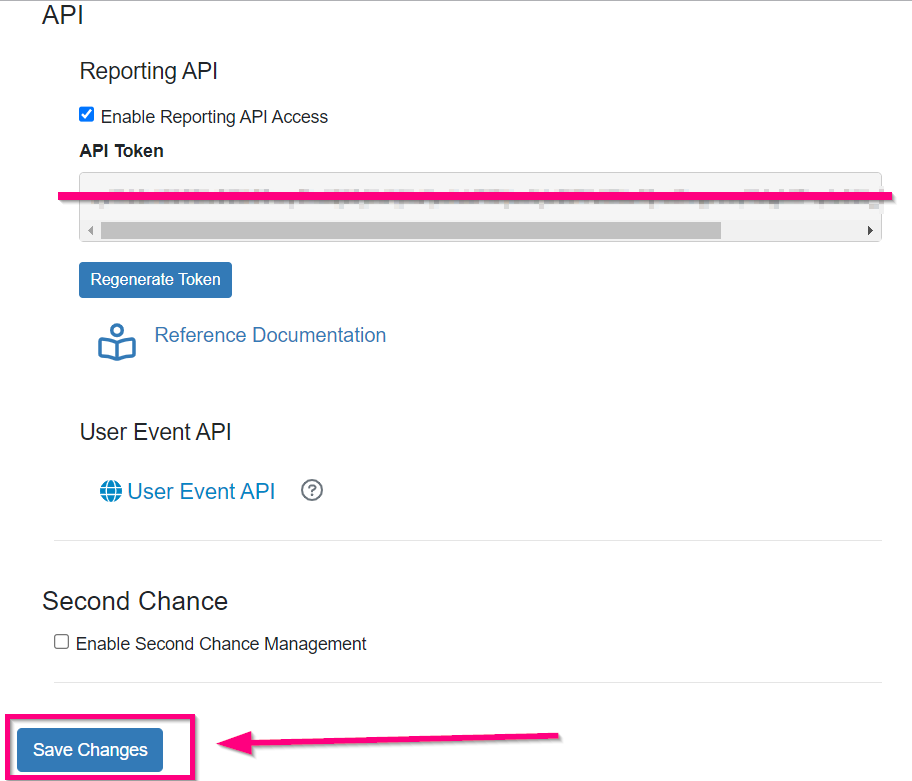 API
Reporting API
Enable Reporting API Access
API Token
Regenerate Token
Reference Documentation
User Event API
User Event API ?
Second Chance
Enable Second Chance Management
Save Changes